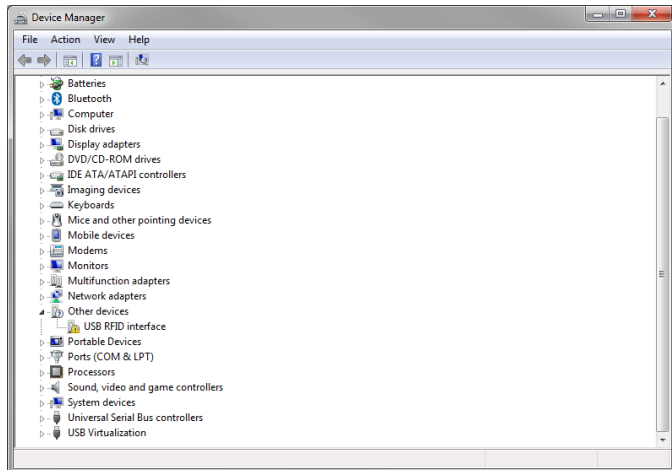 Device Manager
File Action View Help
Batteries
Bluetooth
Computer
Disk drives
Display adapters
DVD/CD-ROM drives
IDE ATA/ATAPI controllers
Imaging devices
Keyboards
Mice and other pointing devices
Mobile devices
Modems
Monitors
Multifunction adapters
Network adapters
Other devices
USB RFID interface
Portable Devices
Ports (COM & LPT)
Processors
Sound, video and game controllers
System devices
Universal Serial Bus controllers
USB Virtualization